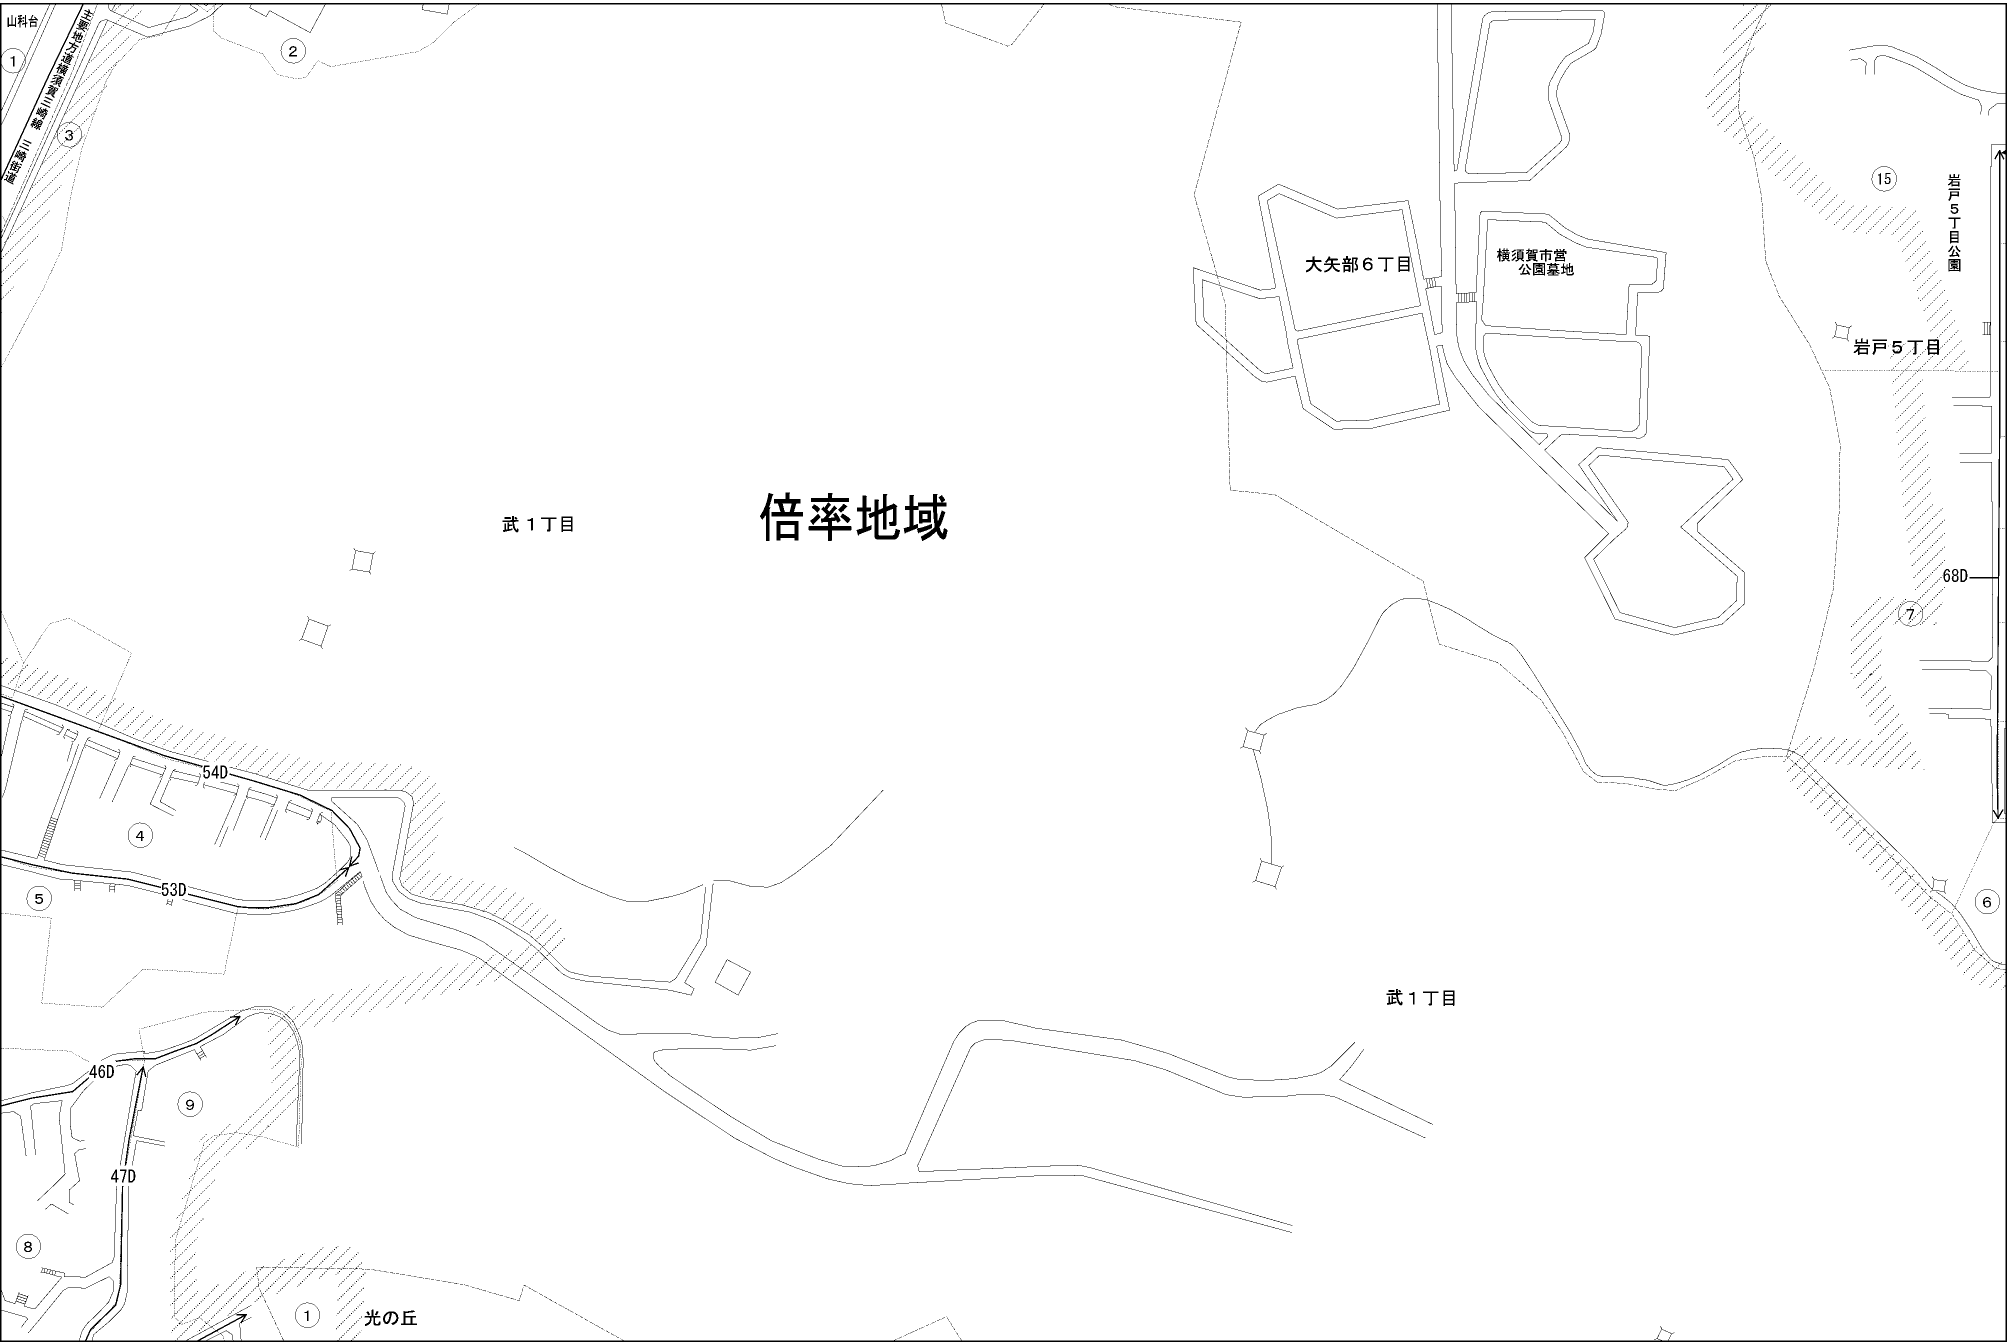 山科台
1
主要地方道横須賀三崎線 三崎街道
2
3
15
岩戸5丁目公園
大矢部6丁目
横須賀市営
公園墓地
岩戸5丁目
倍率地域
武1丁目
68D
7
54D
4
53D
5
6
武1丁目
46D
9
47D
8
1
光の丘